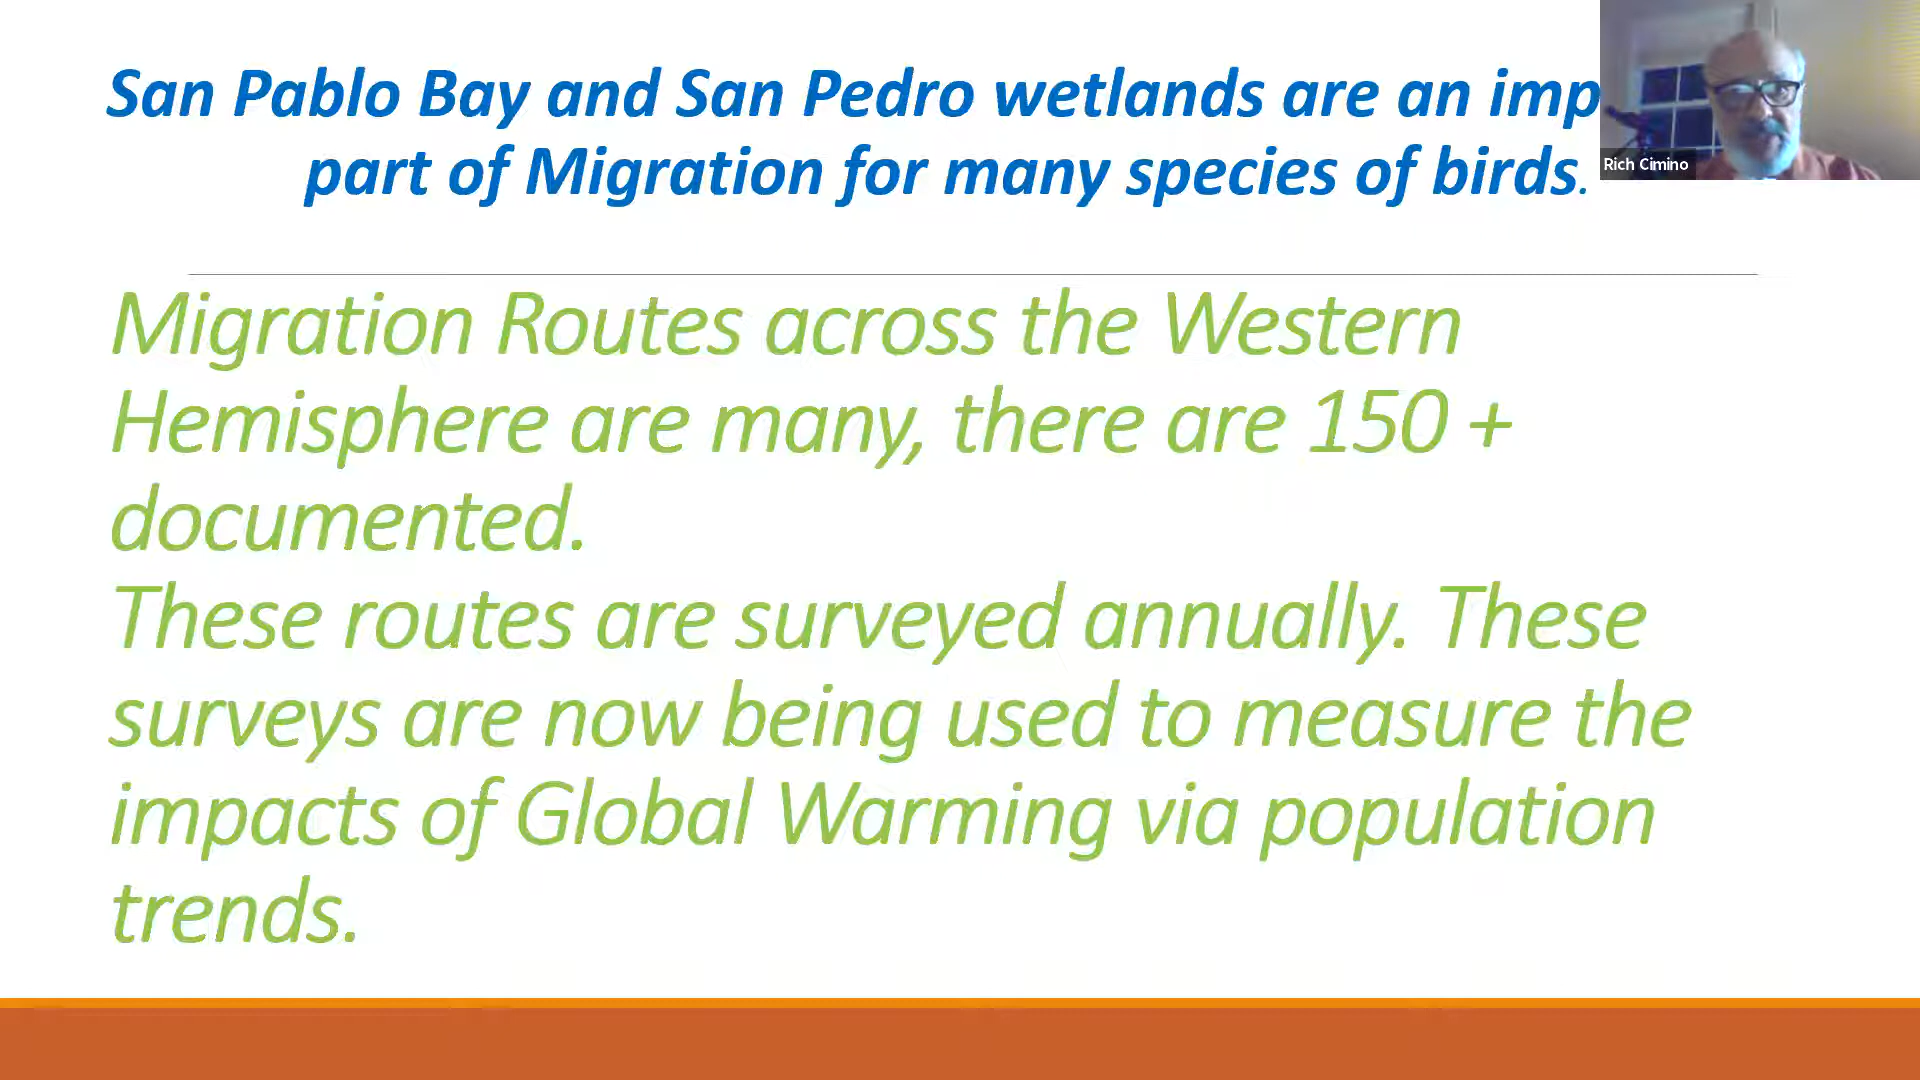 San Pablo Bay and San Pedro wetlands are an imp
part of Migration for many species of birds.
Rich Cimino
Migration Routes across the Western
Hemisphere are many, there are 150 +
documented.
These routes are surveyed annually. These
surveys are now being used to measure the
impacts of Global Warming via population
trends.